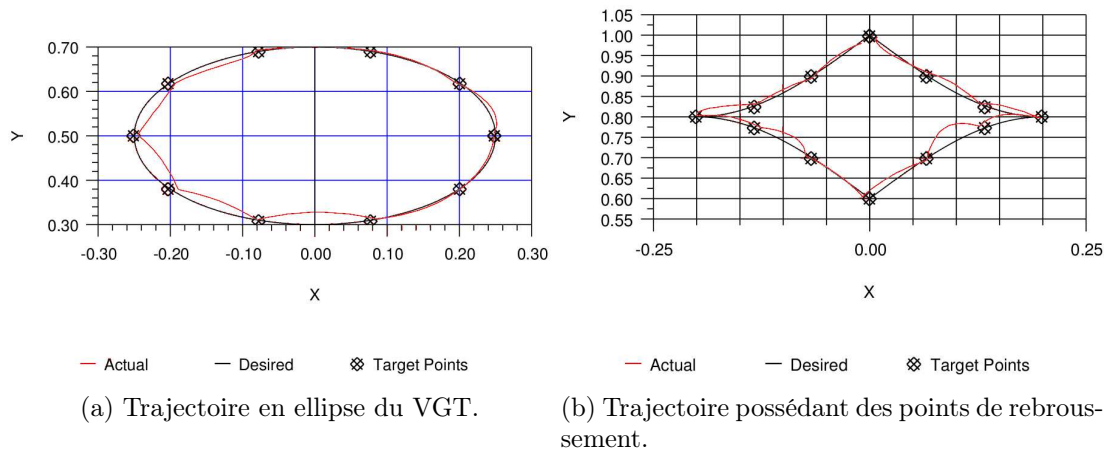 0.70
0.60
0.50
0.40
0.30
Y
-0.30 -0.20 -0.10 0.00 0.10 0.20 0.30
X
Actual Desired Target Points
(a) Trajectoire en ellipse du VGT.
1.05
1.00
0.95
0.90
0.85
0.80
0.75
0.70
0.65
0.60
0.55
Y
-0.25 0.00 0.25
X
Actual Desired Target Points
(b) Trajectoire possédant des points de rebrous-
sement.